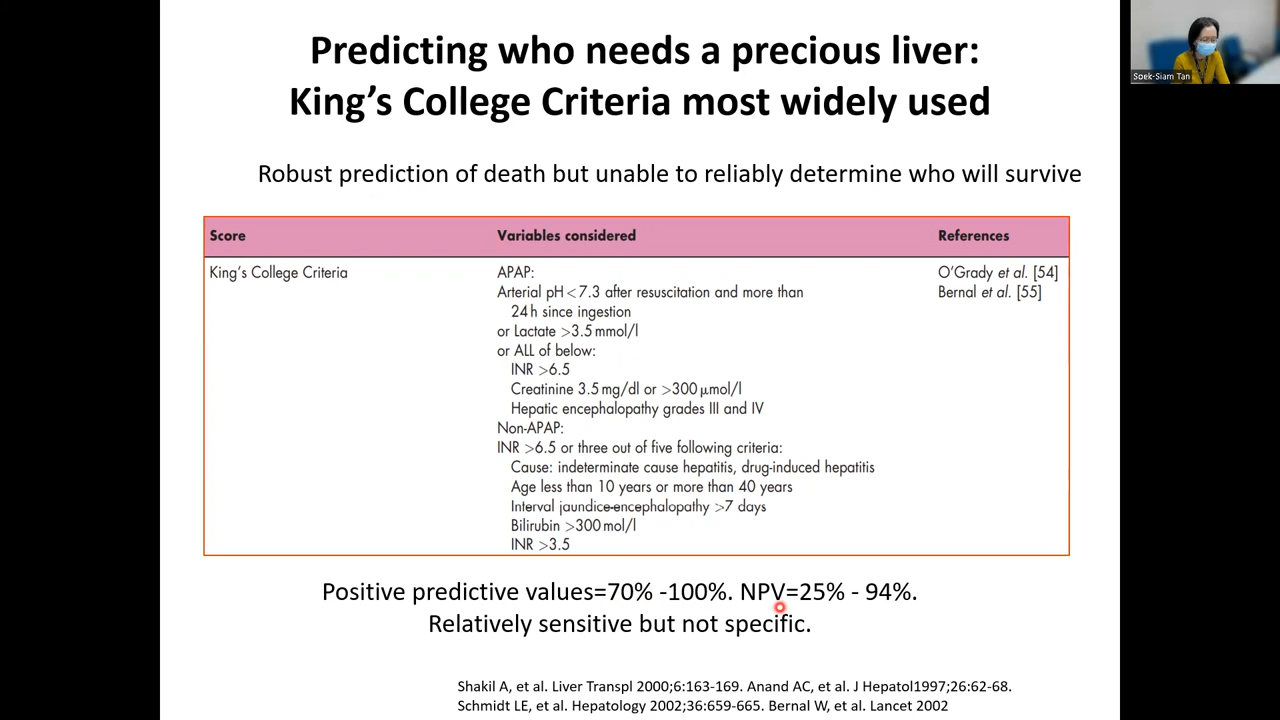 Predicting who needs a precious liver:
King's College Criteria most widely used
Soek-Siam Tan
Robust prediction of death but unable to reliably determine who will survive
Score Variables considered References
King's College Criteria APAP: O'Grady et al. [54]
Arterial pH <7.3 after resuscitation and more than Bernal et al. [55]
24 h since ingestion
or Lactate >3.5 mmol/l
or ALL of below:
INR >6.5
Creatinine 3.5 mg/dl or >300 μmol/l
Hepatic encephalopathy grades III and IV
Non-APAP:
INR >6.5 or three out of five following criteria:
Cause: indeterminate cause hepatitis, drug-induced hepatitis
Age less than 10 years or more than 40 years
Interval jaundice-encephalopathy >7 days
Bilirubin >300 mol/l
INR >3.5
Positive predictive values=70% -100%. NPV=25% - 94%.
Relatively sensitive but not specific.
Shakil A, et al. Liver Transpl 2000;6:163-169. Anand AC, et al. J Hepatol1997;26:62-68.
Schmidt LE, et al. Hepatology 2002;36:659-665. Bernal W, et al. Lancet 2002